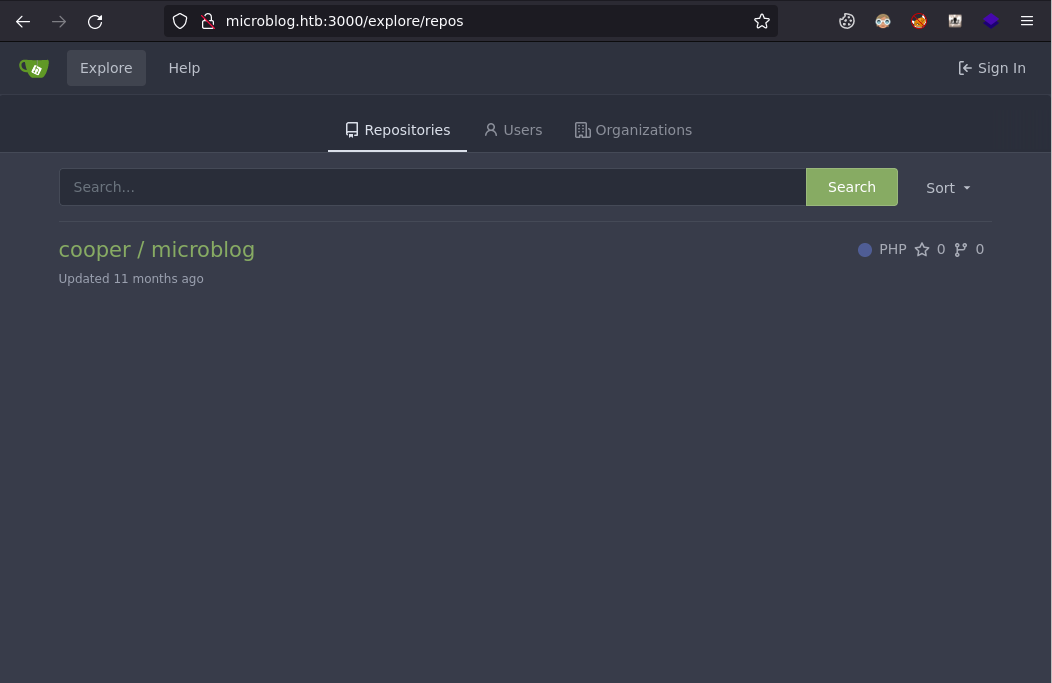 microblog.htb:3000/explore/repos
Explore Help Sign In
Repositories Users Organizations
Search... Search Sort
cooper / microblog PHP 0 0
Updated 11 months ago